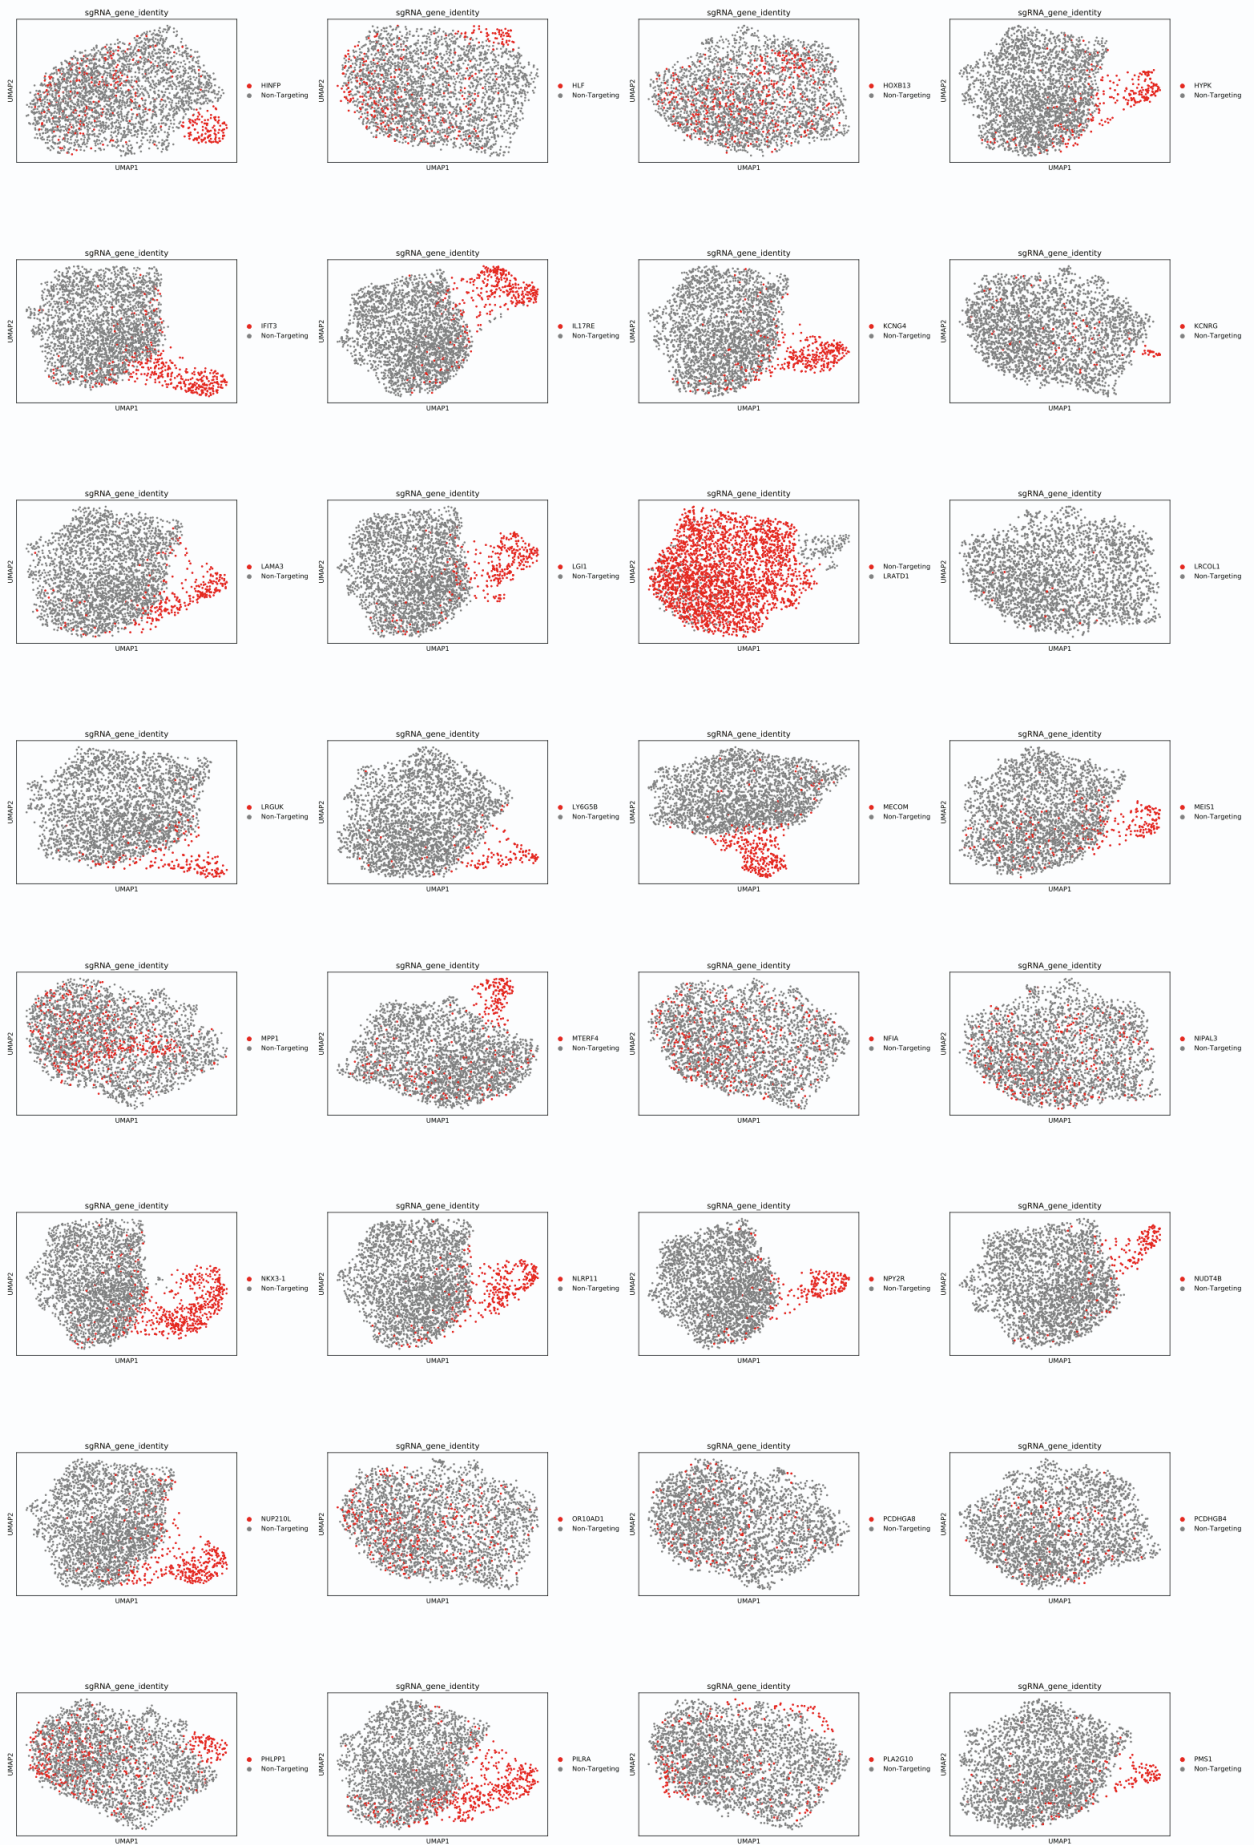 sgRNA_gene_identity
UMAP2
HINFP
Non-Targeting
UMAP1
sgRNA_gene_identity
UMAP2
HLF
Non-Targeting
UMAP1
sgRNA_gene_identity
UMAP2
HOXB13
Non-Targeting
UMAP1
sgRNA_gene_identity
UMAP2
HYPK
Non-Targeting
UMAP1
sgRNA_gene_identity
UMAP2
IFIT3
Non-Targeting
UMAP1
sgRNA_gene_identity
UMAP2
IL17RE
Non-Targeting
UMAP1
sgRNA_gene_identity
UMAP2
KCNG4
Non-Targeting
UMAP1
sgRNA_gene_identity
UMAP2
KCNRG
Non-Targeting
UMAP1
sgRNA_gene_identity
UMAP2
LAMA3
Non-Targeting
UMAP1
sgRNA_gene_identity
UMAP2
LGI1
Non-Targeting
UMAP1
sgRNA_gene_identity
UMAP2
Non-Targeting
LRATD1
UMAP1
sgRNA_gene_identity
UMAP2
LRCOL1
Non-Targeting
UMAP1
sgRNA_gene_identity
UMAP2
LRGUK
Non-Targeting
UMAP1
sgRNA_gene_identity
UMAP2
LY6G5B
Non-Targeting
UMAP1
sgRNA_gene_identity
UMAP2
MECOM
Non-Targeting
UMAP1
sgRNA_gene_identity
UMAP2
MEIS1
Non-Targeting
UMAP1
sgRNA_gene_identity
UMAP2
MPP1
Non-Targeting
UMAP1
sgRNA_gene_identity
UMAP2
MTERF4
Non-Targeting
UMAP1
sgRNA_gene_identity
UMAP2
NFIA
Non-Targeting
UMAP1
sgRNA_gene_identity
UMAP2
NIPAL3
Non-Targeting
UMAP1
sgRNA_gene_identity
UMAP2
NKX3-1
Non-Targeting
UMAP1
sgRNA_gene_identity
UMAP2
NLRP11
Non-Targeting
UMAP1
sgRNA_gene_identity
UMAP2
NPY2R
Non-Targeting
UMAP1
sgRNA_gene_identity
UMAP2
NUDT4B
Non-Targeting
UMAP1
sgRNA_gene_identity
UMAP2
NUP210L
Non-Targeting
UMAP1
sgRNA_gene_identity
UMAP2
OR10AD1
Non-Targeting
UMAP1
sgRNA_gene_identity
UMAP2
PCDHGA8
Non-Targeting
UMAP1
sgRNA_gene_identity
UMAP2
PCDHGB4
Non-Targeting
UMAP1
sgRNA_gene_identity
UMAP2
PHLPP1
Non-Targeting
UMAP1
sgRNA_gene_identity
UMAP2
PILRA
Non-Targeting
UMAP1
sgRNA_gene_identity
UMAP2
PLA2G10
Non-Targeting
UMAP1
sgRNA_gene_identity
UMAP2
PMS1
Non-Targeting
UMAP1